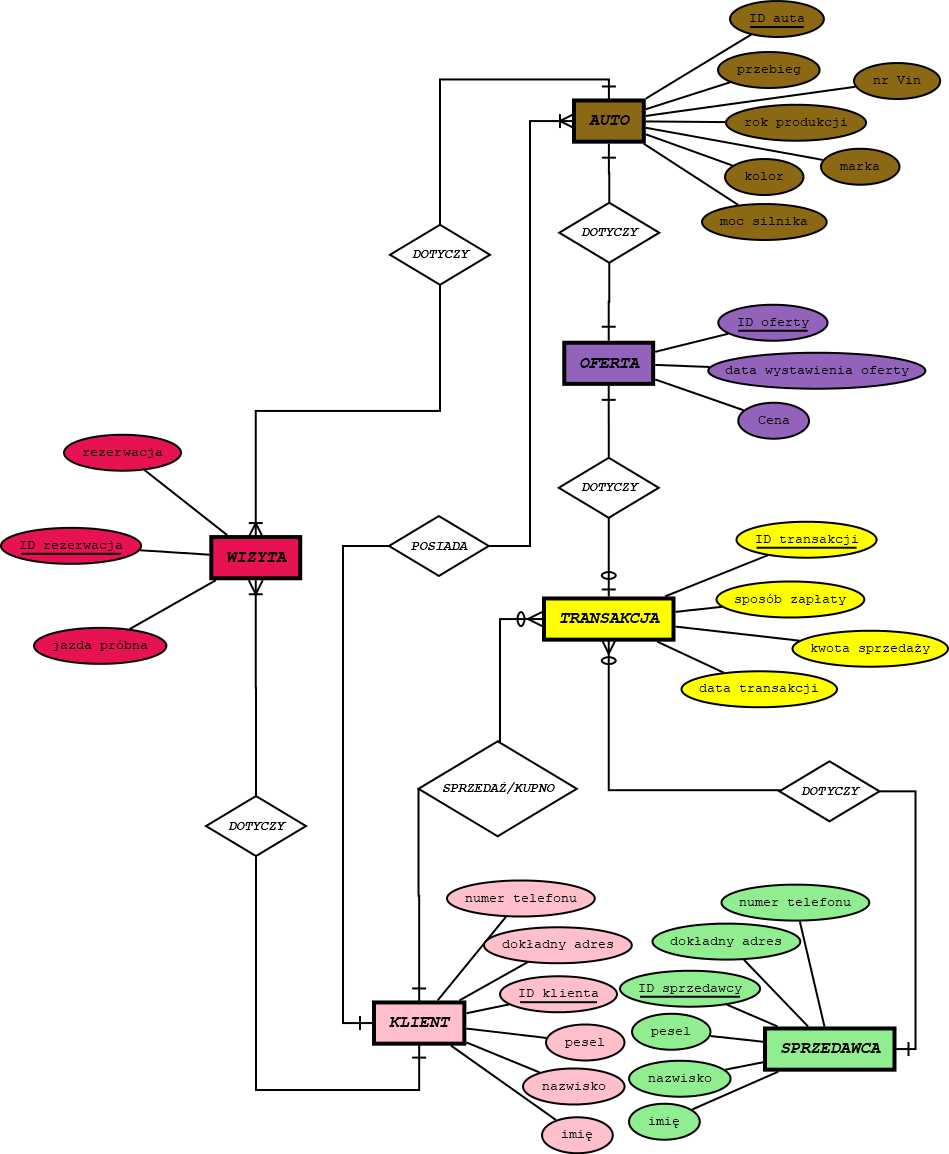 ID auta
przebieg
nr Vin
AUTO
rok produkcji
marka
kolor
moc silnika
DOTYCZY
DOTYCZY
ID oferty
OFERTA
data wystawienia oferty
Cena
rezerwacja
DOTYCZY
ID rezerwacja
WIZYTA
POSIADA
ID transakcji
sposób zapłaty
TRANSAKCJA
jazda próbna
kwota sprzedaży
data transakcji
SPRZEDAŻ/KUPNO
DOTYCZY
DOTYCZY
numer telefonu
numer telefonu
dokładny adres
dokładny adres
ID klienta
ID sprzedawcy
KLIENT
pesel
pesel
SPRZEDAWCA
nazwisko
nazwisko
imię
imię